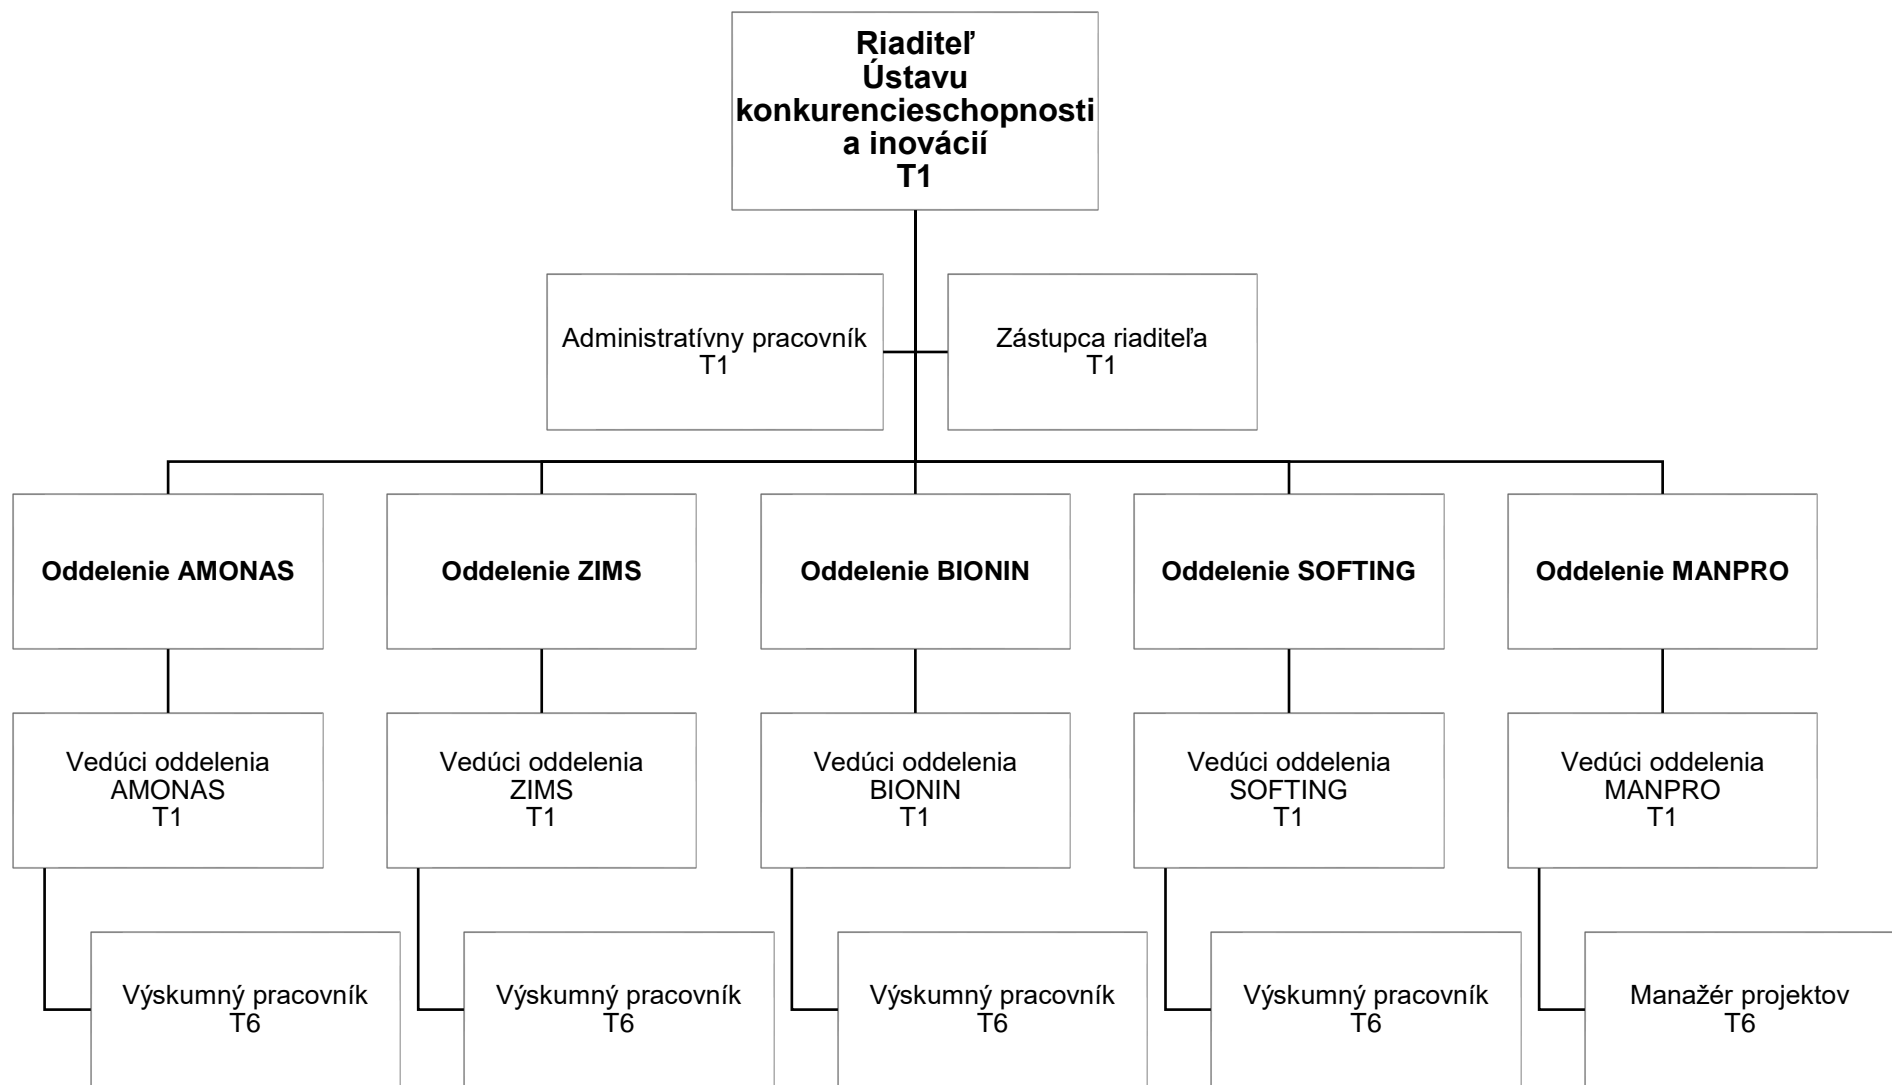 Riaditeľ
Ústavu
konkurencieschopnosti
a inovácií
T1
Administratívny pracovník
T1
Zástupca riaditeľa
T1
Oddelenie AMONAS
Oddelenie ZIMS
Oddelenie BIONIN
Oddelenie SOFTING
Oddelenie MANPRO
Vedúci oddelenia
AMONAS
T1
Vedúci oddelenia
ZIMS
T1
Vedúci oddelenia
BIONIN
T1
Vedúci oddelenia
SOFTING
T1
Vedúci oddelenia
MANPRO
T1
Výskumný pracovník
T6
Výskumný pracovník
T6
Výskumný pracovník
T6
Výskumný pracovník
T6
Manažér projektov
T6